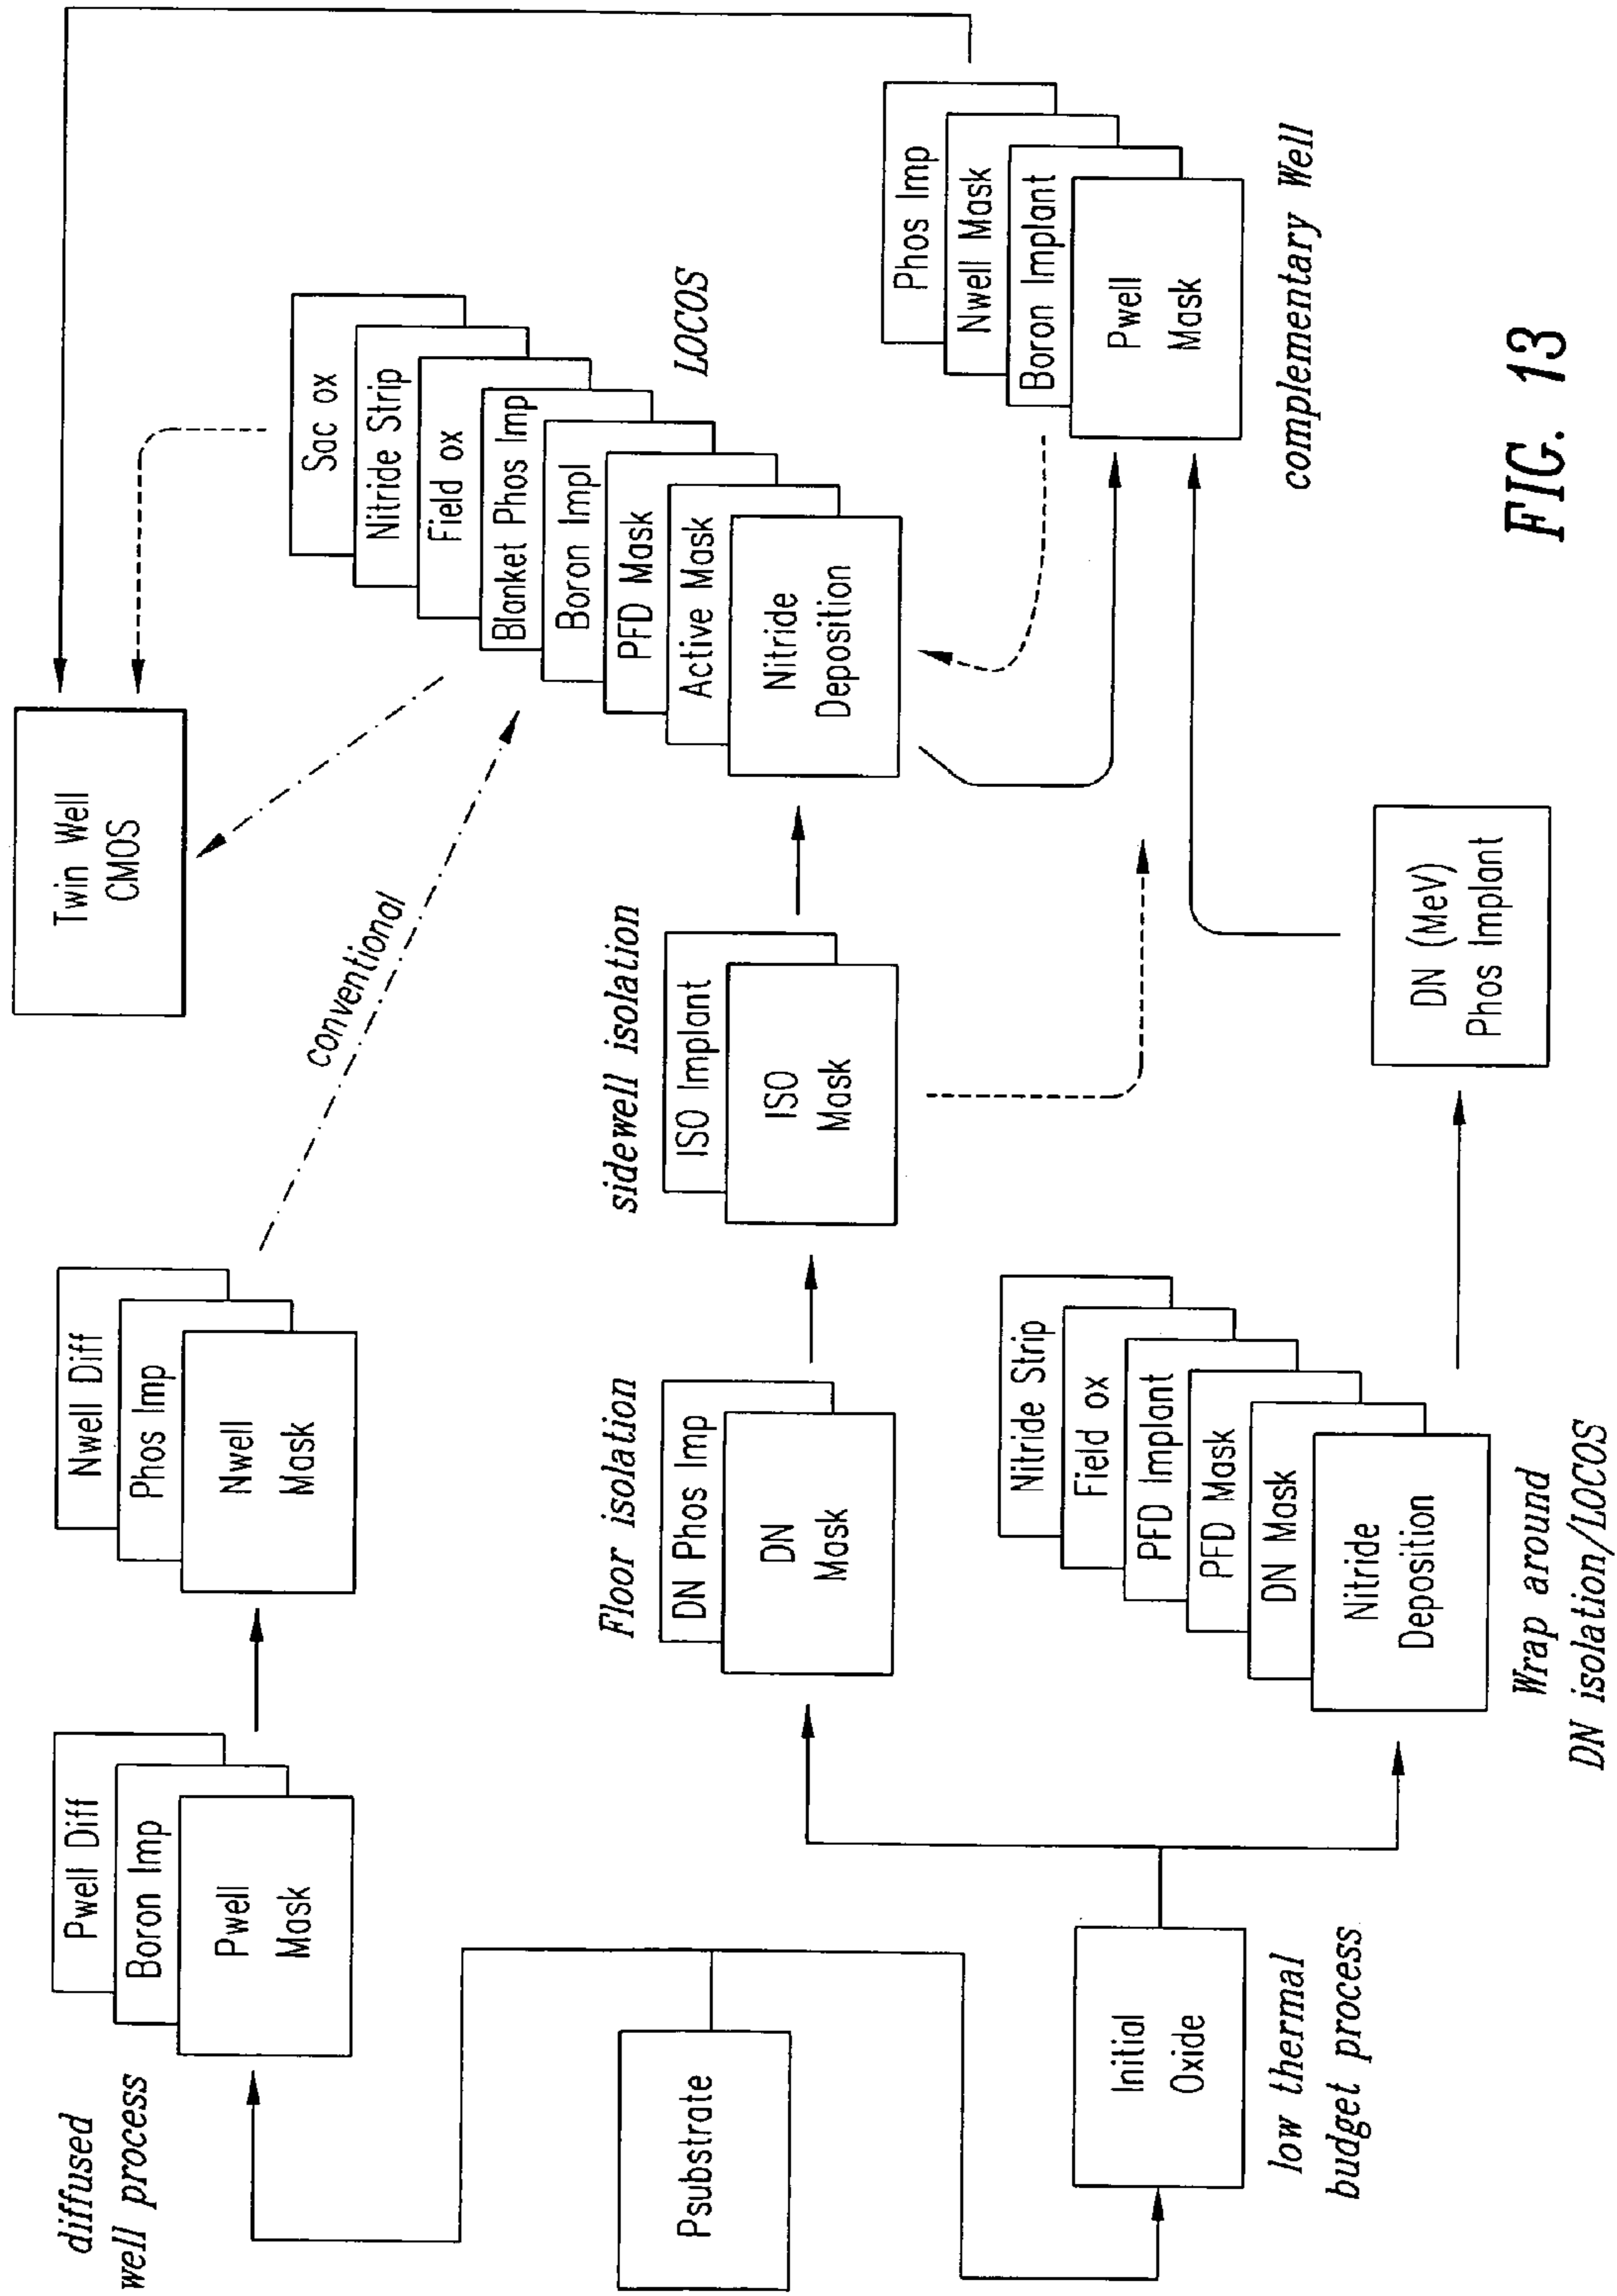 diffused
well process
Pwell Diff
Boron Imp
Pwell
Mask
Nwell Diff
Phos Imp
Nwell
Mask
conventional
Twin Well
CMOS
Psubstrate
Initial
Oxide
low thermal
budget process
Floor isolation
DN Phos Imp
DN
Mask
sidewell isolation
ISO Implant
ISO
Mask
Sac ox
Nitride Strip
Field ox
Blanket Phos Imp
Boron Impl
PFD Mask
Active Mask
Nitride
Deposition
LOCOS
Nitride Strip
Field ox
PFD Implant
PFD Mask
DN Mask
Nitride
Deposition
Wrap around
DN isolation/LOCOS
DN (MeV)
Phos Implant
Phos Imp
Nwell Mask
Boron Implant
Pwell
Mask
complementary Well
FIG. 13